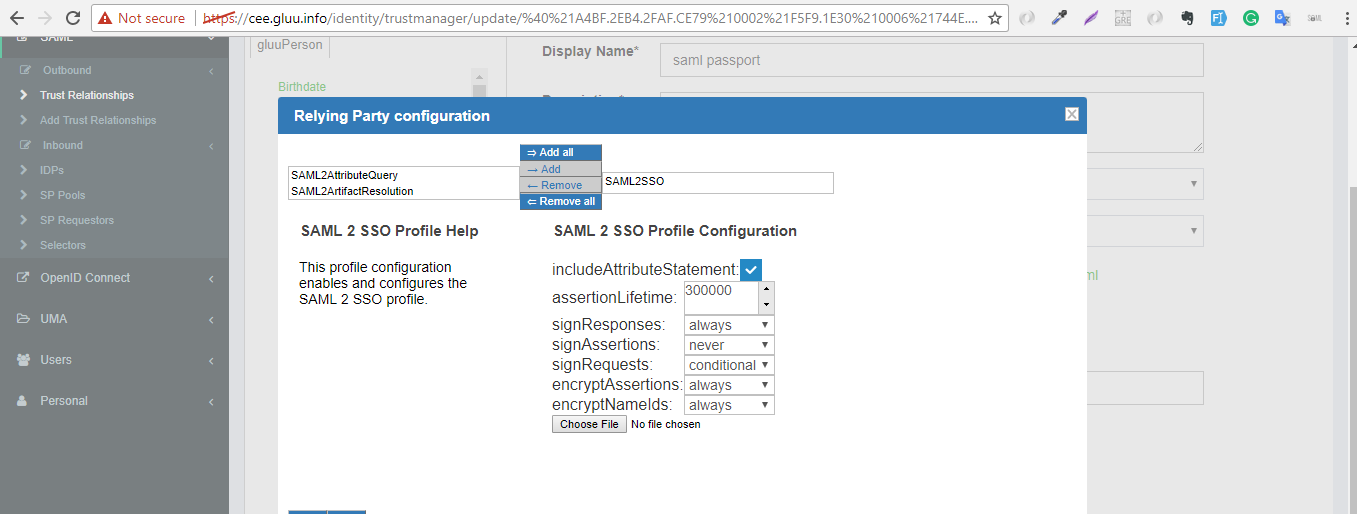 Not secure
https://cee.gluu.info/identity/trustmanager/update/%40%21A4BF.2EB4.2FAF.CE79%210002%21F5F9.1E30%210006%21744E....
SAML
Outbound
Trust Relationships
Add Trust Relationships
Inbound
IDPs
SP Pools
SP Requestors
Selectors
OpenID Connect
UMA
Users
Personal
gluuPerson
Birthdate
Display Name*
saml passport
Relying Party configuration
SAML2AttributeQuery
SAML2ArtifactResolution
⇒ Add all
→ Add
← Remove
⇐ Remove all
SAML2SSO
SAML 2 SSO Profile Help
This profile configuration
enables and configures the
SAML 2 SSO profile.
SAML 2 SSO Profile Configuration
includeAttributeStatement:
assertionLifetime: 300000
signResponses: always
signAssertions: never
signRequests: conditional
encryptAssertions: always
encryptNameIds: always
Choose File No file chosen
ml